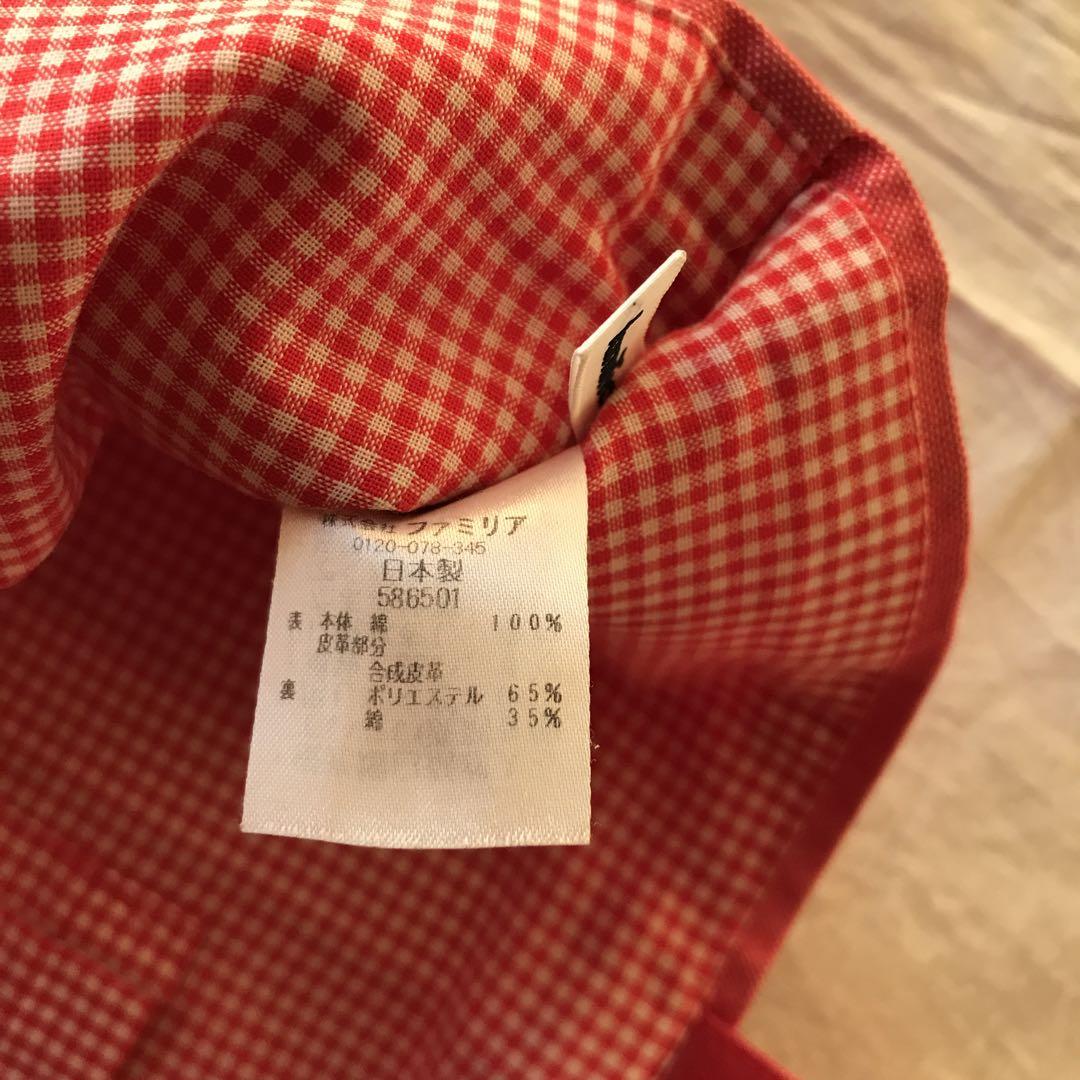 株式会社 ファミリア
0120-078-345
日本製
586501
表 本体 綿 100%
皮革部分
合成皮革
裏 ポリエステル 65%
綿 35%